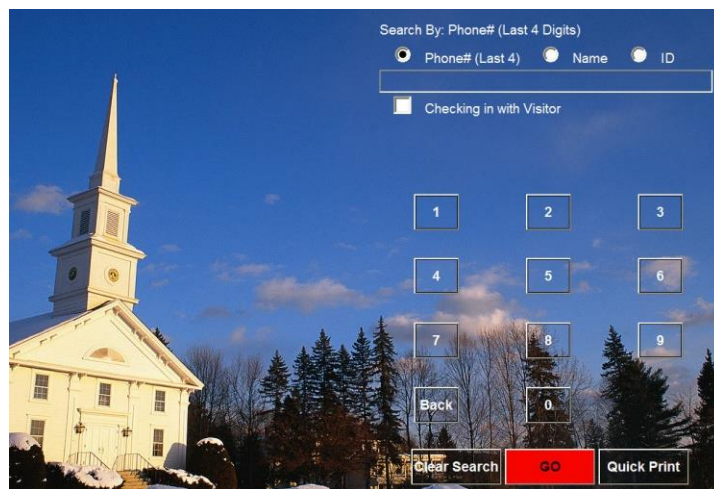 Search By: Phone# (Last 4 Digits)
Phone# (Last 4) Name ID
Checking in with Visitor
1 2 3
4 5 6
7 8 9
Back 0
Clear Search GO Quick Print